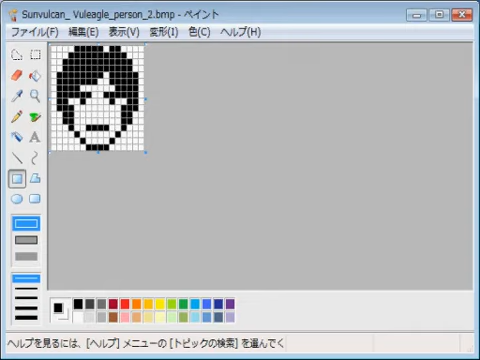 Sunvulcan_ Vuleagle_person_2.bmp - ペイント
ファイル(F) 編集(E) 表示(V) 変形(I) 色(C) ヘルプ(H)
A
ヘルプを見るには、[ヘルプ] メニューの [トピックの検索] を選んでく